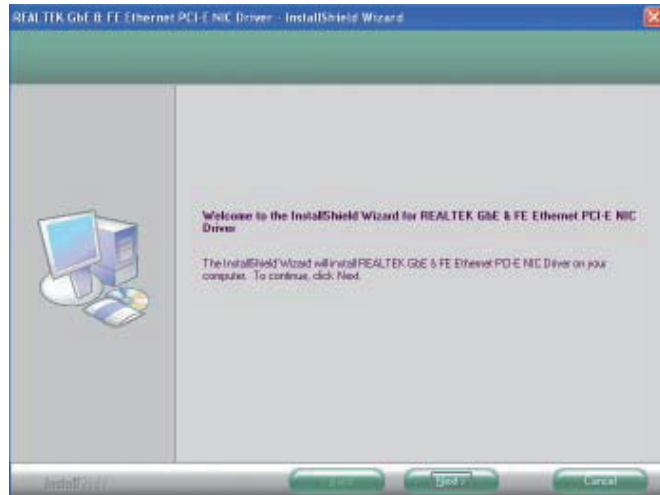 REALTEK GbE & FE Ethernet PCI-E NIC Driver - InstallShield Wizard
Welcome to the InstallShield Wizard for REALTEK GbE & FE Ethernet PCI-E NIC
Driver
The InstallShield Wizard will install REALTEK GbE & FE Ethernet PCI-E NIC Driver on your
computer. To continue, click Next.
InstallShield
Next >
Cancel